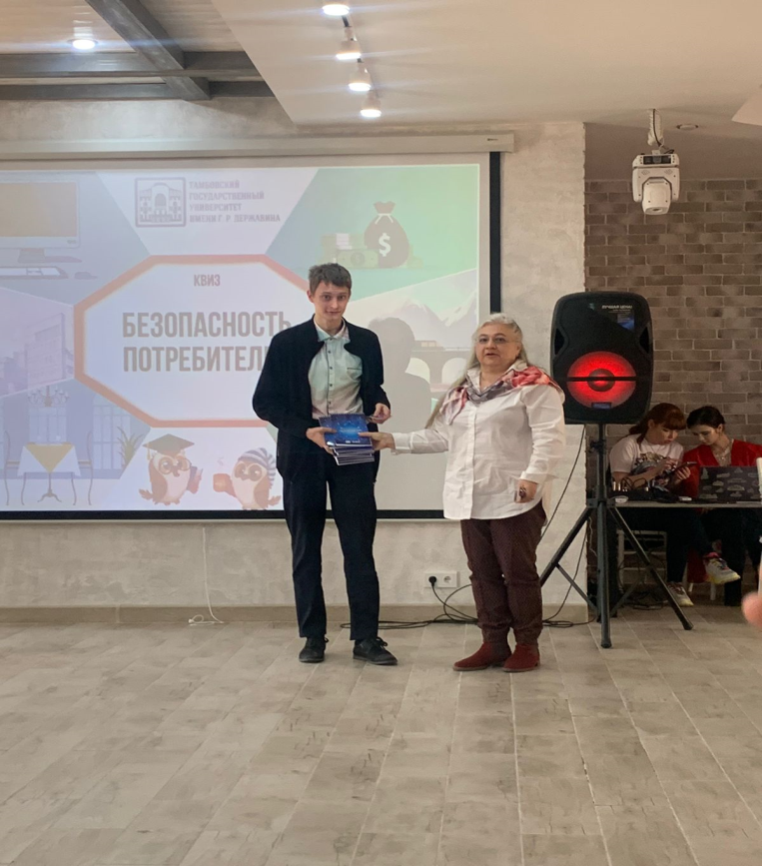 ТАМБОВСКИЙ
ГОСУДАРСТВЕННЫЙ
УНИВЕРСИТЕТ
ИМЕНИ Г. Р. ДЕРЖАВИНА
КВИЗ
БЕЗОПАСНОСТЬ
ПОТРЕБИТЕЛ